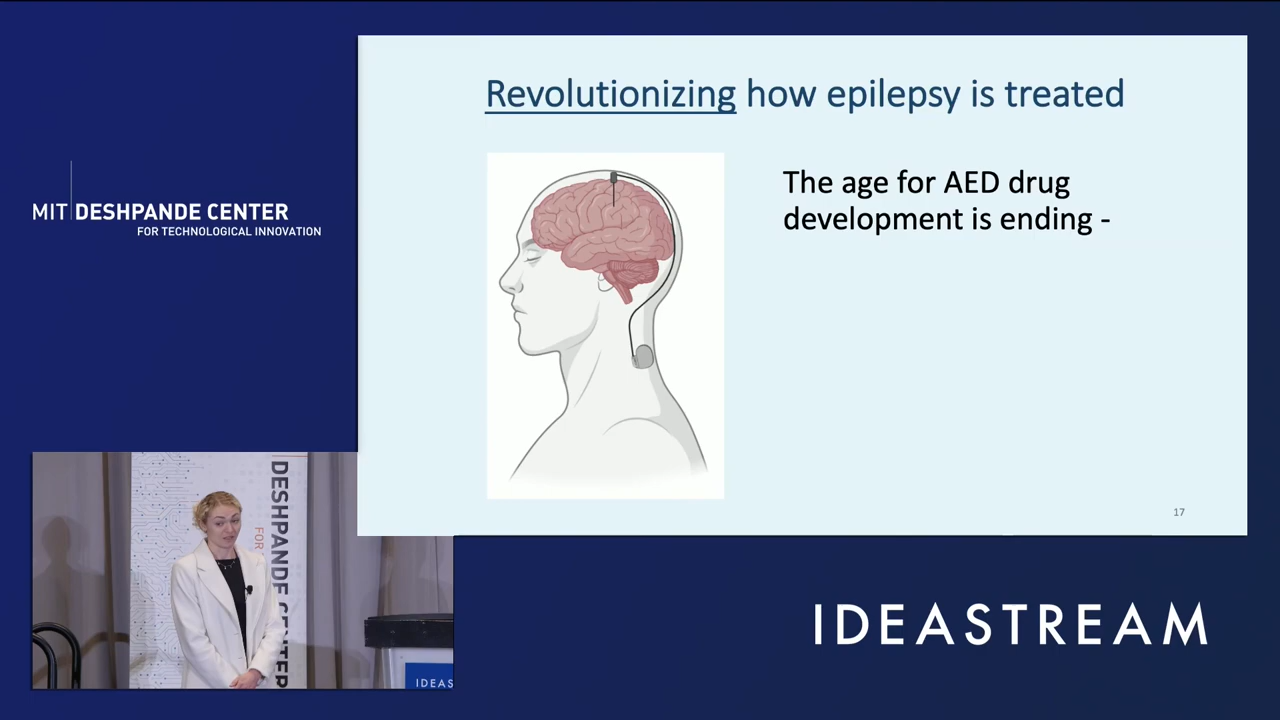 Revolutionizing how epilepsy is treated
The age for AED drug
development is ending -
17
MIT DESHPANDE CENTER
FOR TECHNOLOGICAL INNOVATION
DESHPANDE CENTER
FOR
IDEAS
IDEASTREAM